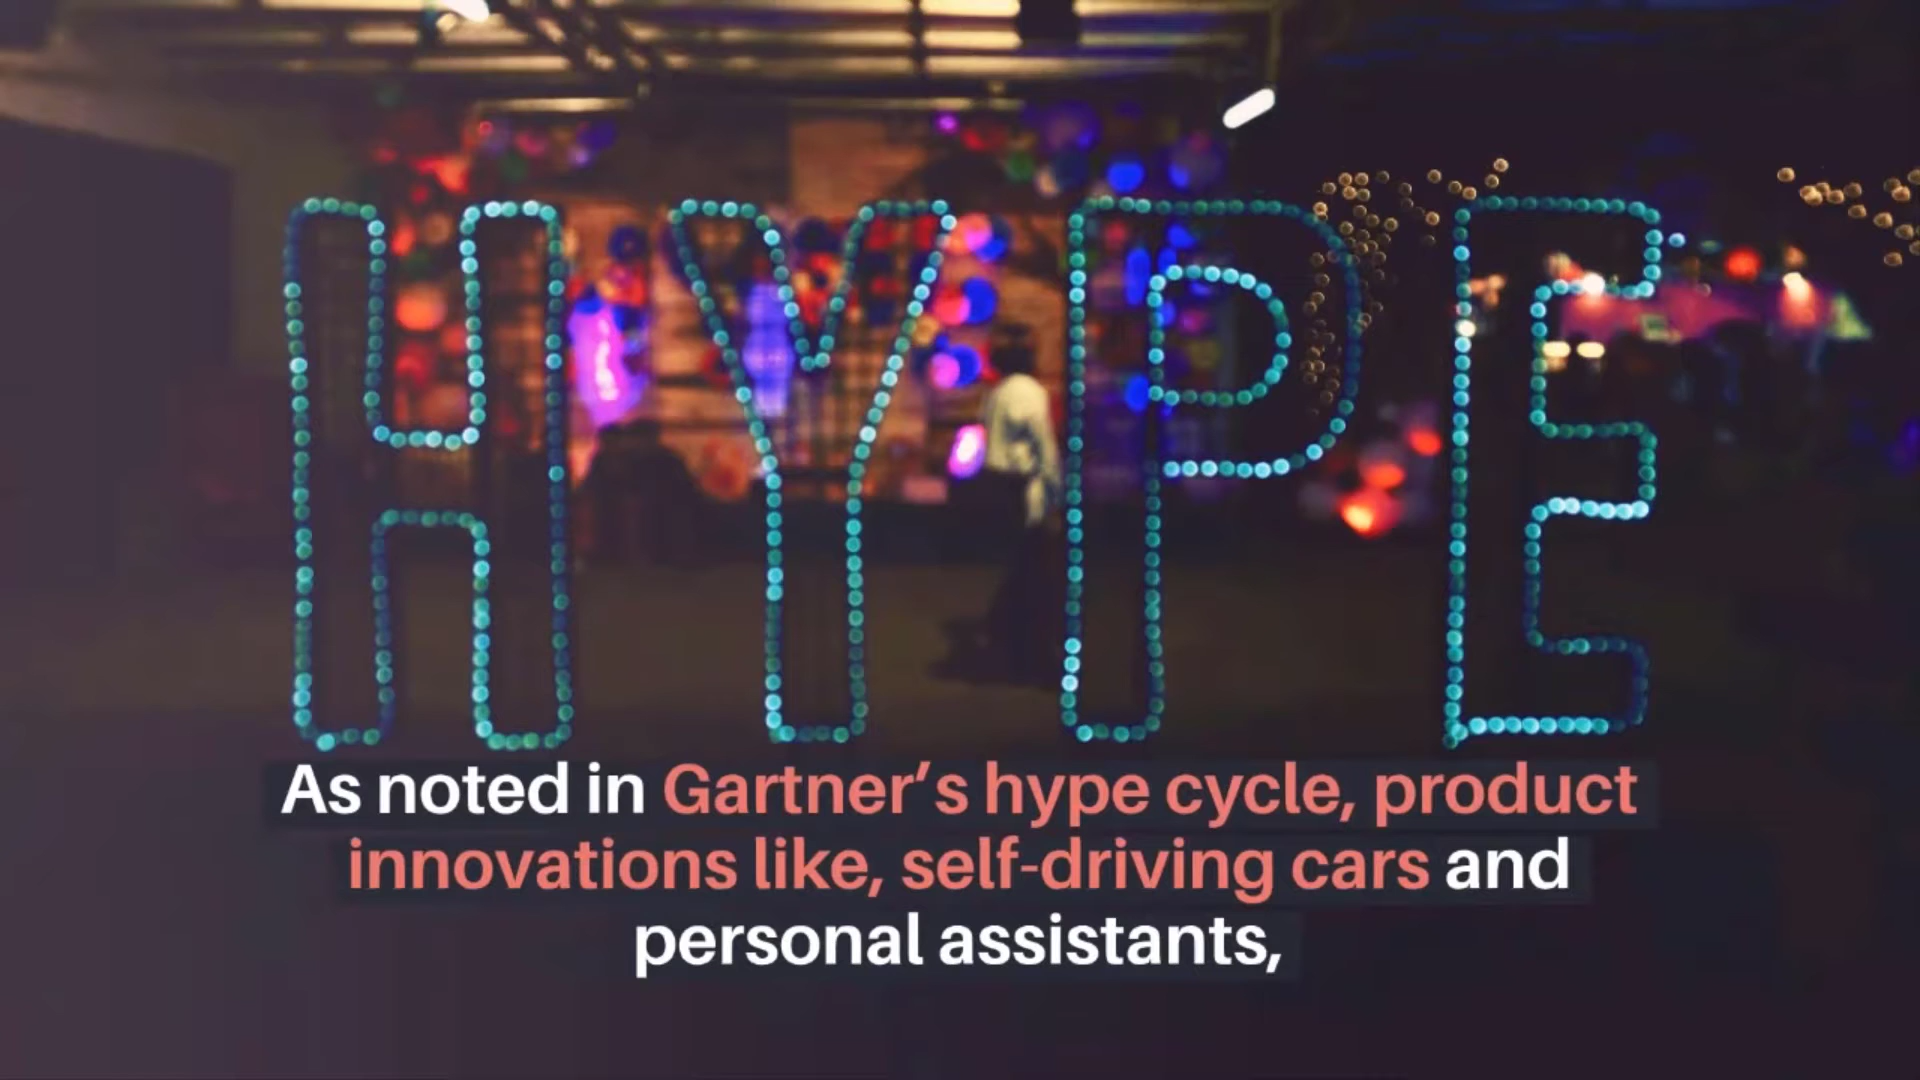 HYPE
As noted in Gartner’s hype cycle, product
innovations like, self-driving cars and
personal assistants,